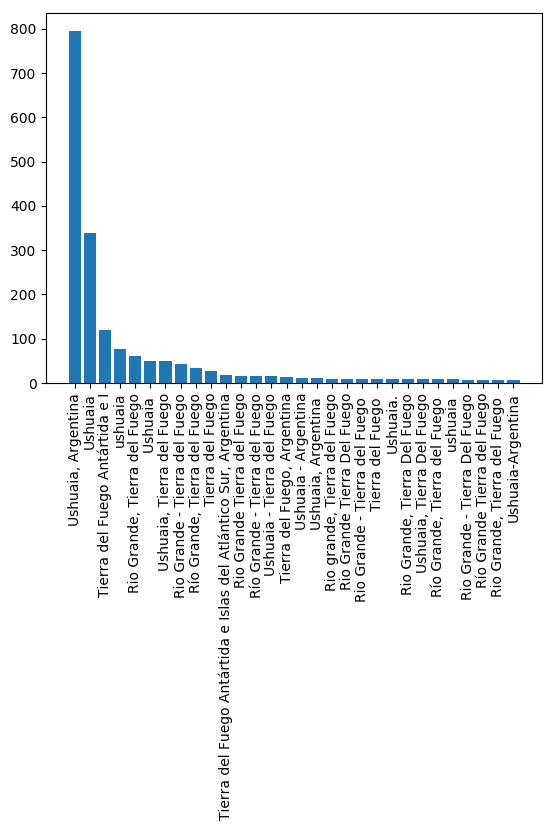 800
700
600
500
400
300
200
100
0
Ushuaia, Argentina
Ushuaia
Tierra del Fuego Antártida e I
ushuaia
Rio Grande, Tierra del Fuego
Ushuaia
Ushuaia, Tierra del Fuego
Rio Grande - Tierra del Fuego
Río Grande, Tierra del Fuego
Tierra del Fuego
Tierra del Fuego Antártida e Islas del Atlántico Sur, Argentina
Rio Grande Tierra del Fuego
Río Grande - Tierra del Fuego
Ushuaia - Tierra del Fuego
Tierra del Fuego, Argentina
Ushuaia - Argentina
Ushuaia, Argentina
Rio grande, Tierra del Fuego
Rio Grande Tierra Del Fuego
Rio Grande - Tierra del Fuego
Tierra del Fuego
Ushuaia.
Rio Grande, Tierra Del Fuego
Ushuaia, Tierra Del Fuego
Río Grande, Tierra del Fuego
ushuaia
Rio Grande - Tierra Del Fuego
Río Grande Tierra del Fuego
Rio Grande, Tierra del Fuego
Ushuaia-Argentina